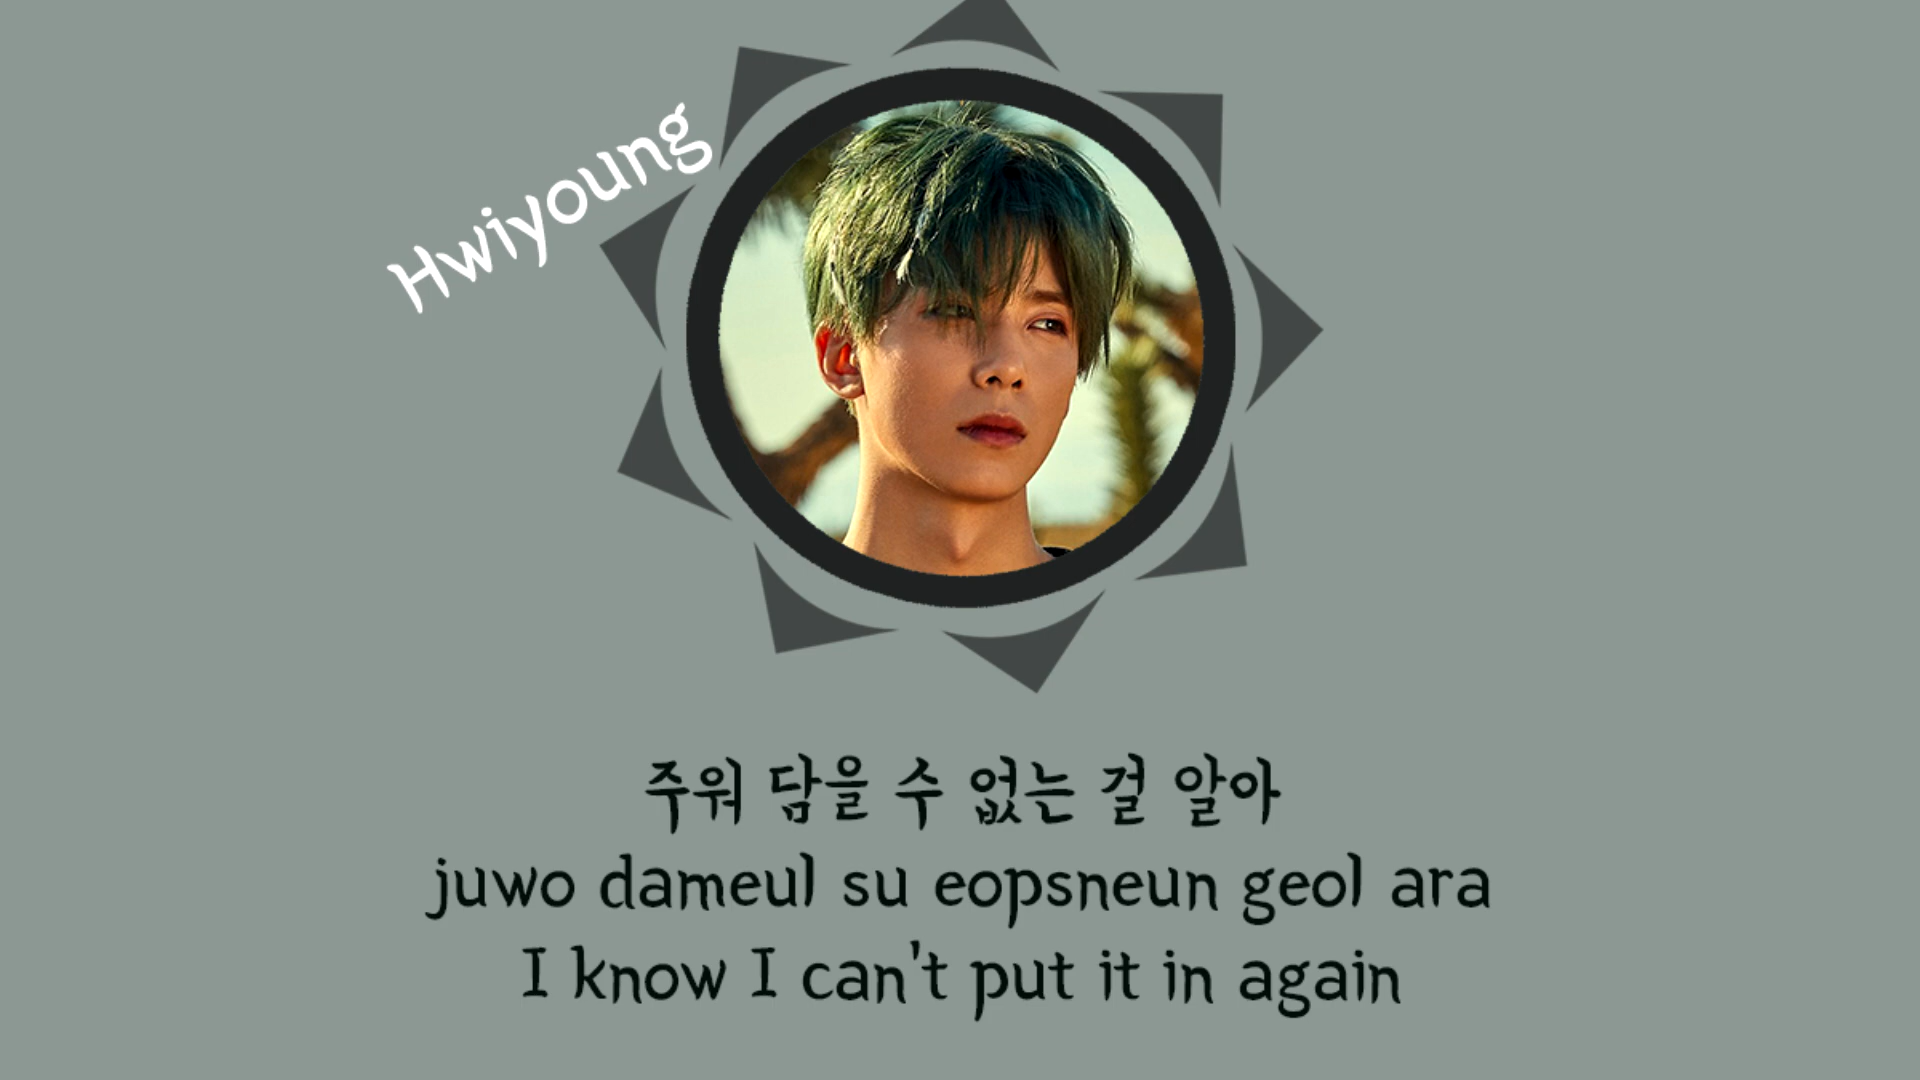 Hwiyoung
주워 담을 수 없는 걸 알아
juwo dameul su eopsneun geol ara
I know I can't put it in again